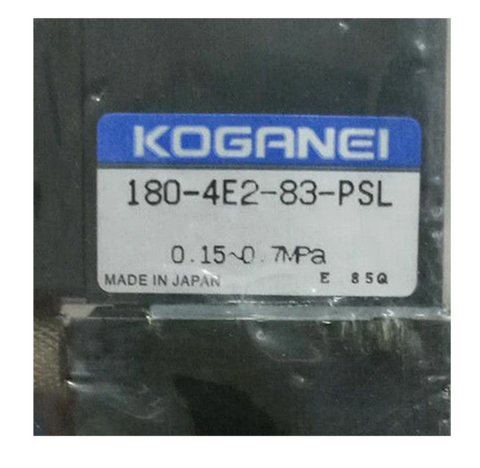 KOGANEI
180-4E2-83-PSL
0.15~0.7MPa
MADE IN JAPAN E 85Q